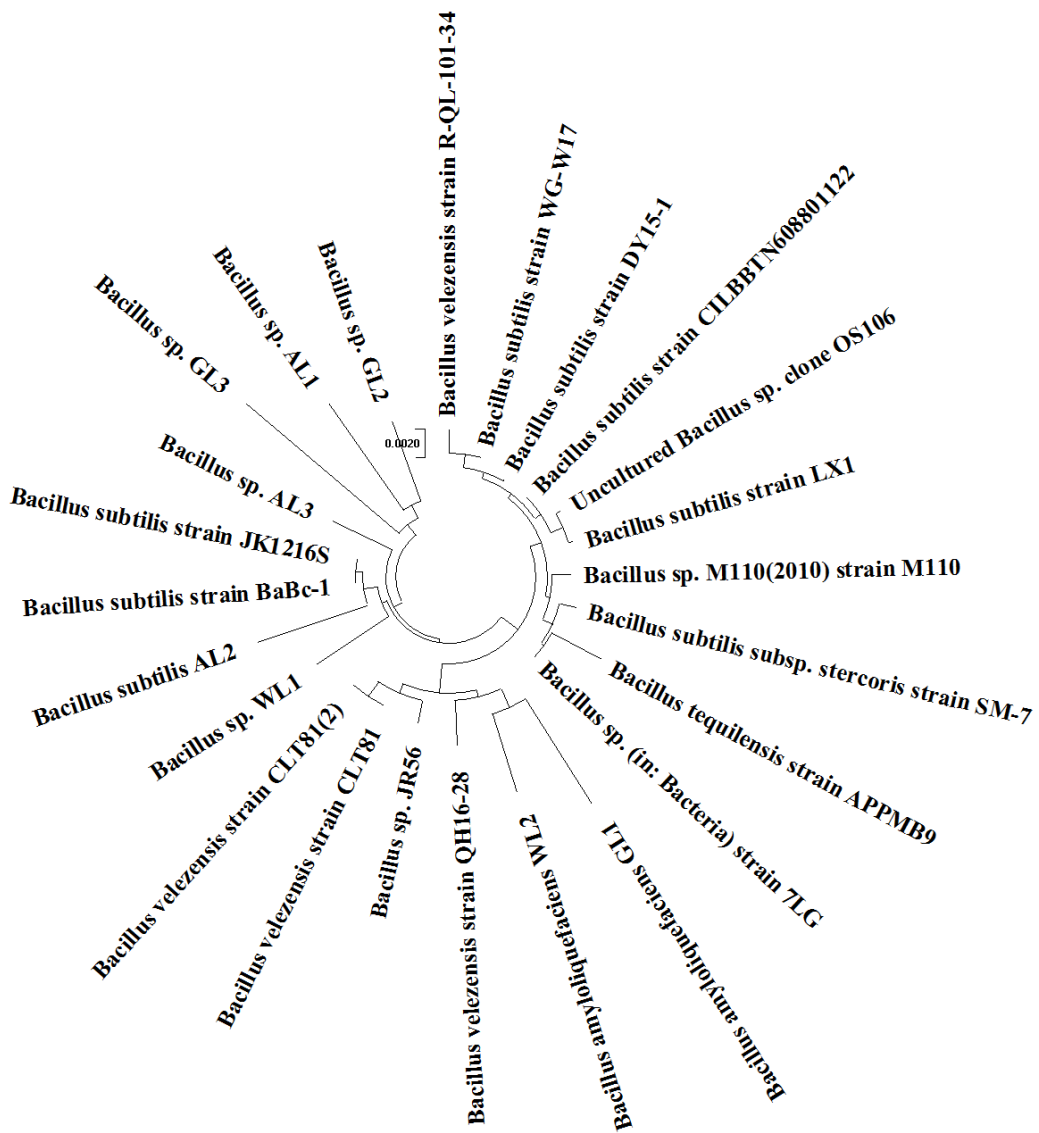 Bacillus velezensis strain R-QL-101-34
Bacillus subtilis strain WG-W17
Bacillus subtilis strain DY15-1
Bacillus subtilis strain CILBBTN608801122
Uncultured Bacillus sp. clone OS106
Bacillus subtilis strain LX1
Bacillus sp. M110(2010) strain M110
Bacillus subtilis subsp. stercoris strain SM-7
Bacillus tequilensis strain APPMB9
Bacillus sp. (in: Bacteria) strain 7LG
Bacillus amyloliquefaciens GL1
Bacillus amyloliquefaciens WL2
Bacillus velezensis strain QH16-28
Bacillus sp. JR56
Bacillus velezensis strain CLT81
Bacillus velezensis strain CLT81(2)
Bacillus sp. WL1
Bacillus subtilis AL2
Bacillus subtilis strain BaBc-1
Bacillus subtilis strain JK1216S
Bacillus sp. AL3
Bacillus sp. GL3
Bacillus sp. AL1
Bacillus sp. GL2
0.0020